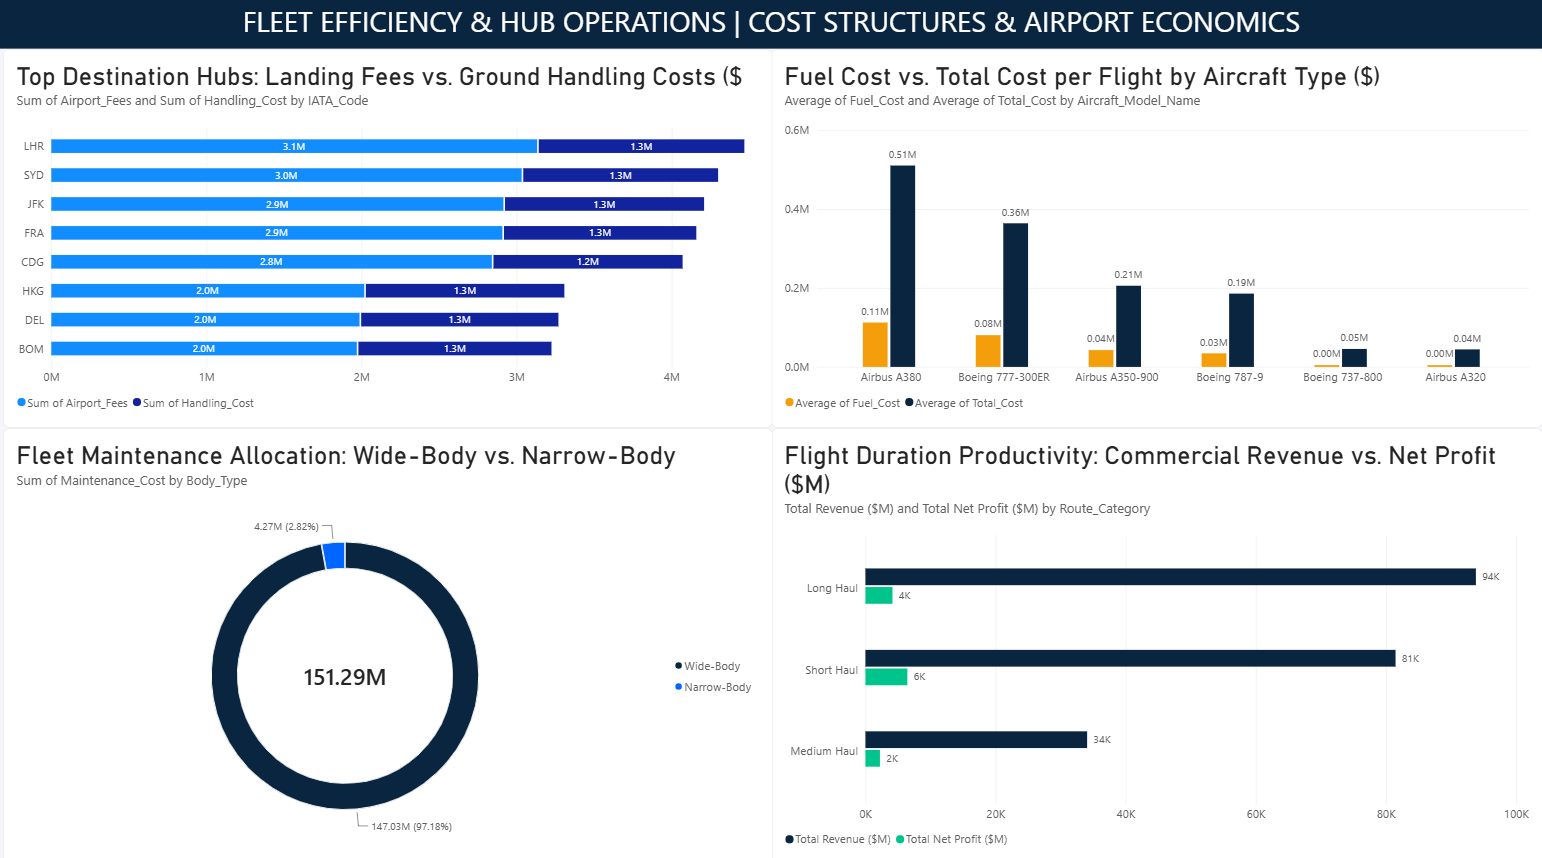 FLEET EFFICIENCY & HUB OPERATIONS | COST STRUCTURES & AIRPORT ECONOMICS
Top Destination Hubs: Landing Fees vs. Ground Handling Costs ($
Sum of Airport_Fees and Sum of Handling_Cost by IATA_Code
LHR 3.1M 1.3M
SYD 3.0M 1.3M
JFK 2.9M 1.3M
FRA 2.9M 1.3M
CDG 2.8M 1.2M
HKG 2.0M 1.3M
DEL 2.0M 1.3M
BOM 2.0M 1.3M
0M 1M 2M 3M 4M
Sum of Airport_Fees Sum of Handling_Cost
Fuel Cost vs. Total Cost per Flight by Aircraft Type ($)
Average of Fuel_Cost and Average of Total_Cost by Aircraft_Model_Name
0.6M
0.4M
0.2M
0.0M
0.11M 0.51M 0.08M 0.36M 0.04M 0.21M 0.03M 0.19M 0.00M 0.05M 0.00M 0.04M
Airbus A380 Boeing 777-300ER Airbus A350-900 Boeing 787-9 Boeing 737-800 Airbus A320
Average of Fuel_Cost Average of Total_Cost
Fleet Maintenance Allocation: Wide-Body vs. Narrow-Body
Sum of Maintenance_Cost by Body_Type
4.27M (2.82%)
151.29M
147.03M (97.18%)
Wide-Body
Narrow-Body
Flight Duration Productivity: Commercial Revenue vs. Net Profit
($M)
Total Revenue ($M) and Total Net Profit ($M) by Route_Category
Long Haul 94K
4K
Short Haul 81K
6K
Medium Haul 34K
2K
0K 20K 40K 60K 80K 100K
Total Revenue ($M) Total Net Profit ($M)